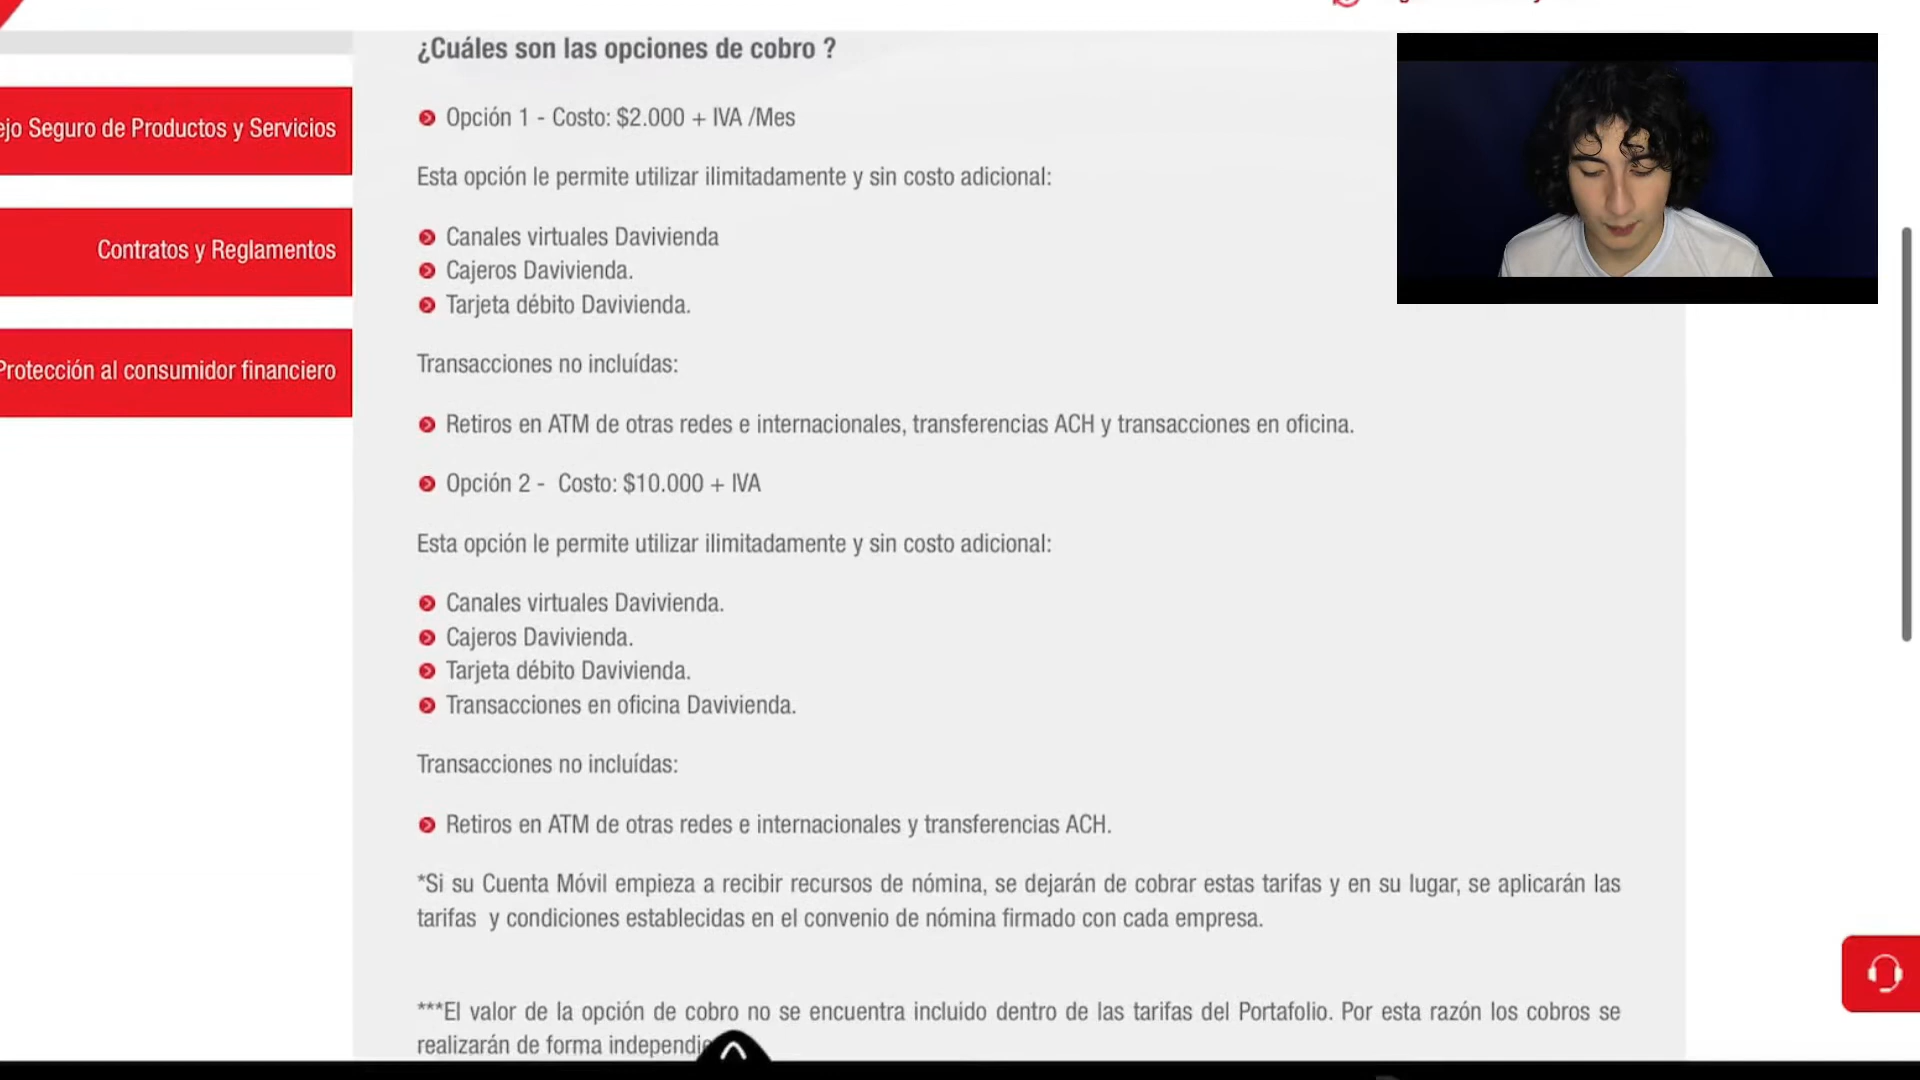 ¿Cuáles son las opciones de cobro ?
Opción 1 - Costo: $2.000 + IVA /Mes
Esta opción le permite utilizar ilimitadamente y sin costo adicional:
Canales virtuales Davivienda
Cajeros Davivienda.
Tarjeta débito Davivienda.
Transacciones no incluídas:
Retiros en ATM de otras redes e internacionales, transferencias ACH y transacciones en oficina.
Opción 2 - Costo: $10.000 + IVA
Esta opción le permite utilizar ilimitadamente y sin costo adicional:
Canales virtuales Davivienda.
Cajeros Davivienda.
Tarjeta débito Davivienda.
Transacciones en oficina Davivienda.
Transacciones no incluídas:
Retiros en ATM de otras redes e internacionales y transferencias ACH.
*Si su Cuenta Móvil empieza a recibir recursos de nómina, se dejarán de cobrar estas tarifas y en su lugar, se aplicarán las
tarifas y condiciones establecidas en el convenio de nómina firmado con cada empresa.
***El valor de la opción de cobro no se encuentra incluido dentro de las tarifas del Portafolio. Por esta razón los cobros se
realizarán de forma independie
ejo Seguro de Productos y Servicios
Contratos y Reglamentos
Protección al consumidor financiero